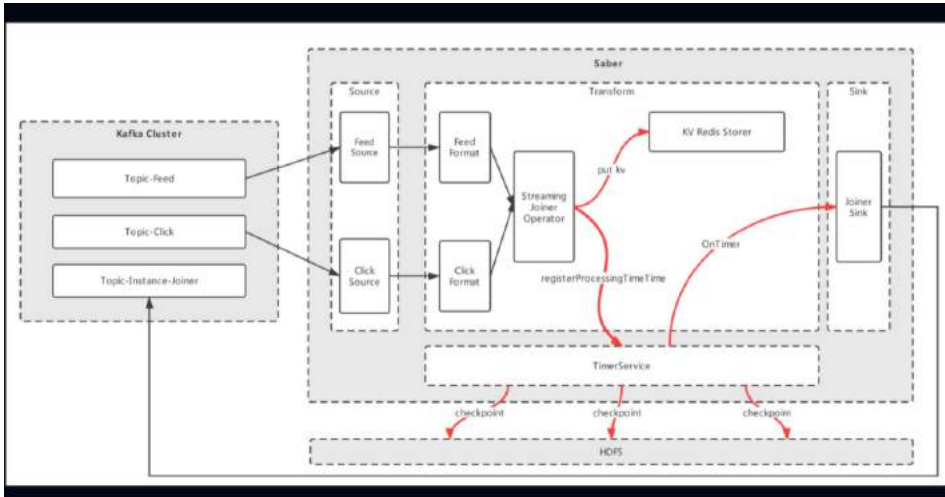 Saber
Source
Transform
Sink
Kafka Cluster
Topic-Feed
Topic-Click
Topic-Instance-Joiner
Feed
Source
Feed
Format
KV Redis Storer
put kv
Streaming
Joiner
Operator
Joiner
Sink
OnTimer
Click
Source
Click
Format
registerProcessingTimeTime
TimerService
checkpoint
checkpoint
checkpoint
HDFS